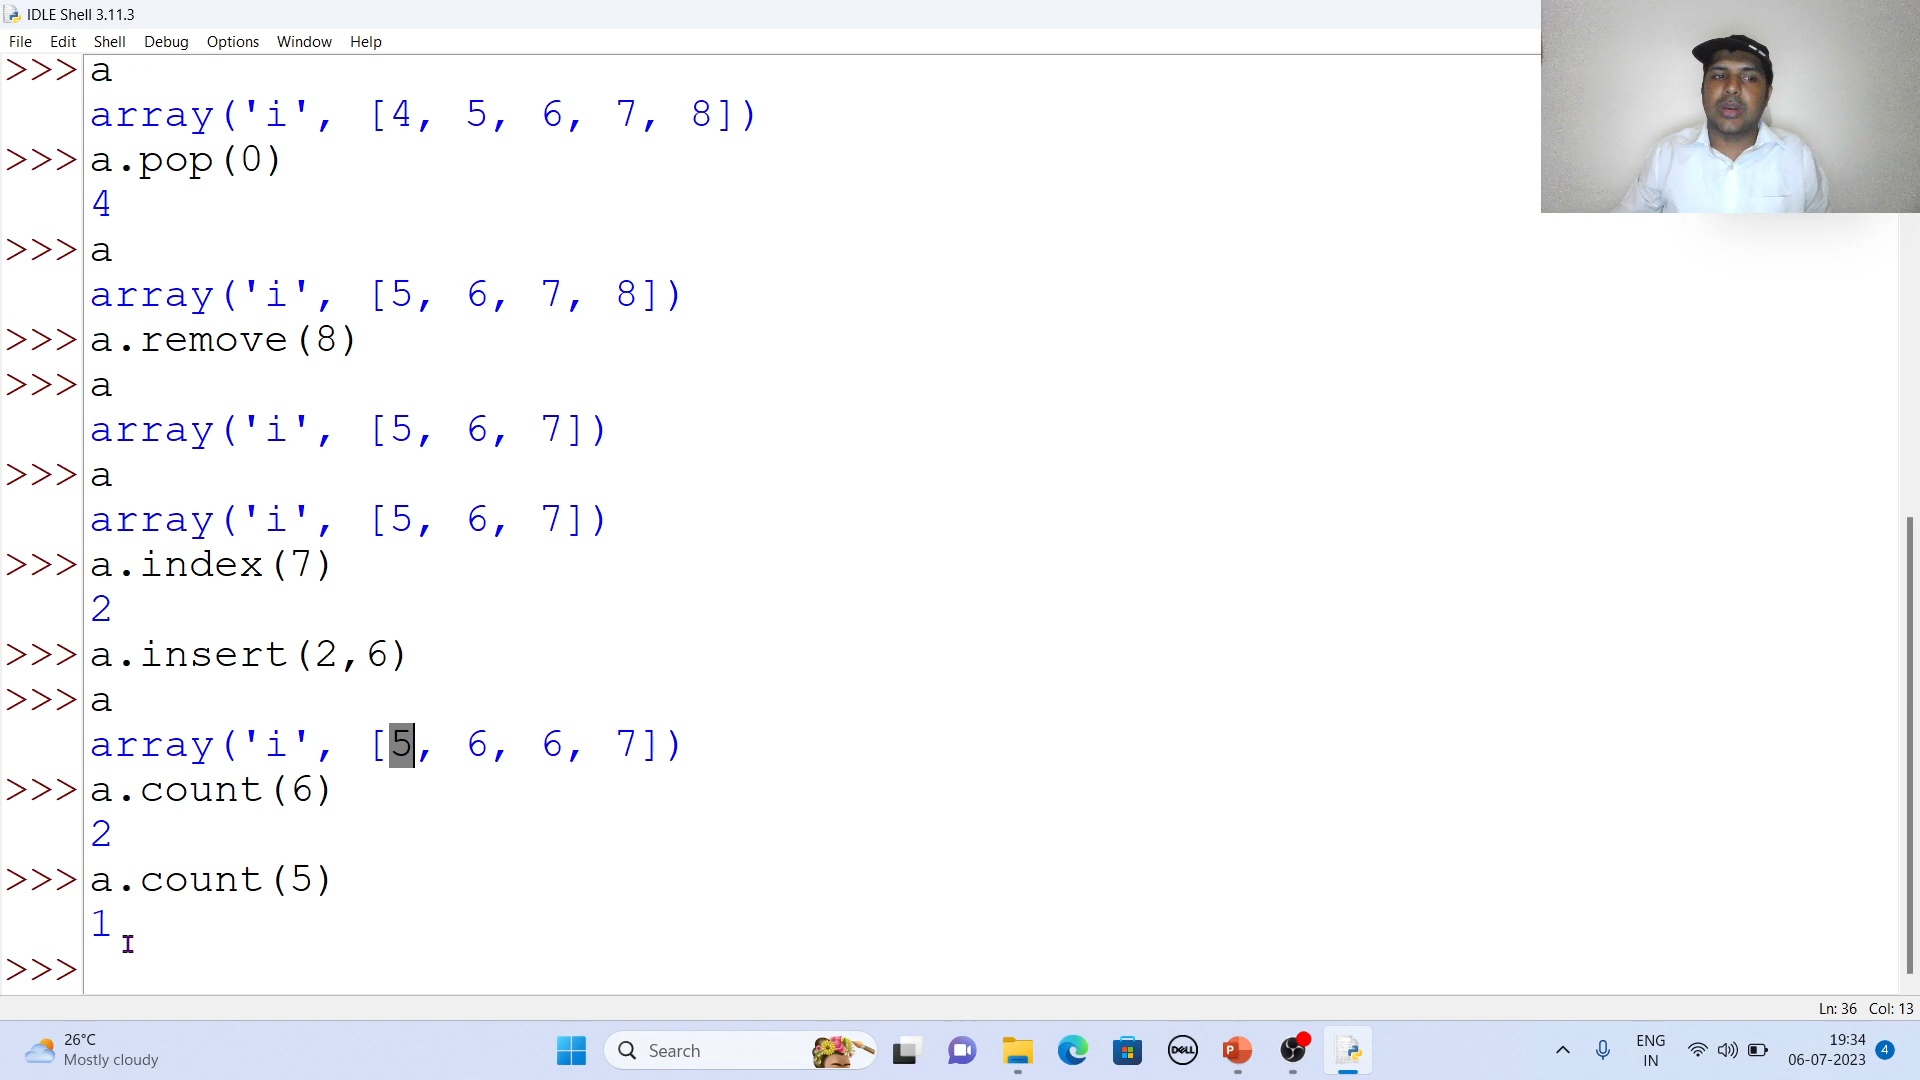 IDLE Shell 3.11.3
File Edit Shell Debug Options Window Help
>>> a
array('i', [4, 5, 6, 7, 8])
>>> a.pop(0)
4
>>> a
array('i', [5, 6, 7, 8])
>>> a.remove(8)
>>> a
array('i', [5, 6, 7])
>>> a
array('i', [5, 6, 7])
>>> a.index(7)
2
>>> a.insert(2,6)
>>> a
array('i', [5, 6, 6, 7])
>>> a.count(6)
2
>>> a.count(5)
1
>>>
Ln: 36 Col: 13
26°C
Mostly cloudy
Search
DELL
P
ENG
IN
19:34
06-07-2023
4